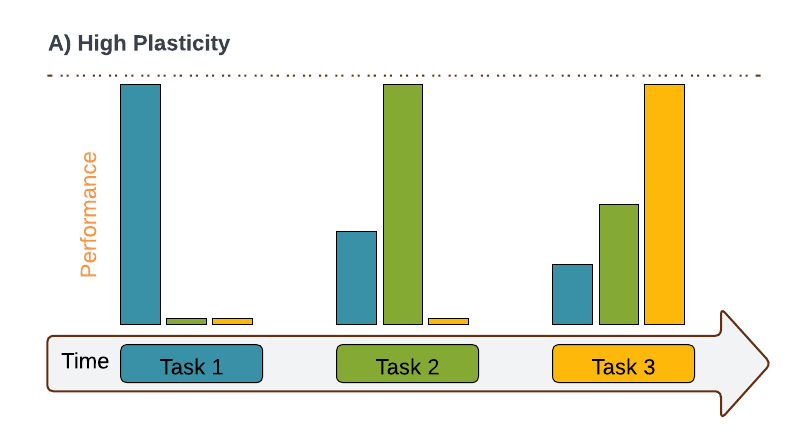 A) High Plasticity
Performance
Time
Task 1
Task 2
Task 3